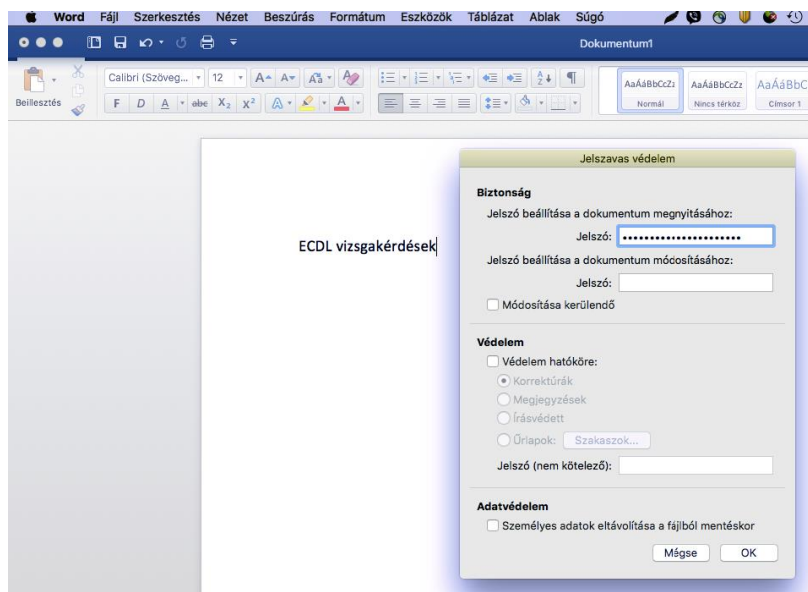 Word Fájl Szerkesztés Nézet Beszúrás Formátum Eszközök Táblázat Ablak Súgó
Dokumentum1
Calibri (Szöveg... 12 A A Aa A
Beillesztés
F D A abe X₂ X² A A
AaÁáBbCcZz AaÁáBbCcZz AaÁáBbC
Normál Nincs térköz Címsor 1
ECDL vizsgakérdések
Jelszavas védelem
Biztonság
Jelszó beállítása a dokumentum megnyitásához:
Jelszó: •••••••••••••••••••••••
Jelszó beállítása a dokumentum módosításához:
Jelszó:
Módosítása kerülendő
Védelem
Védelem hatóköre:
Korrektúrák
Megjegyzések
Írásvédett
Űrlapok: Szakaszok...
Jelszó (nem kötelező):
Adatvédelem
Személyes adatok eltávolítása a fájlból mentéskor
Mégse OK